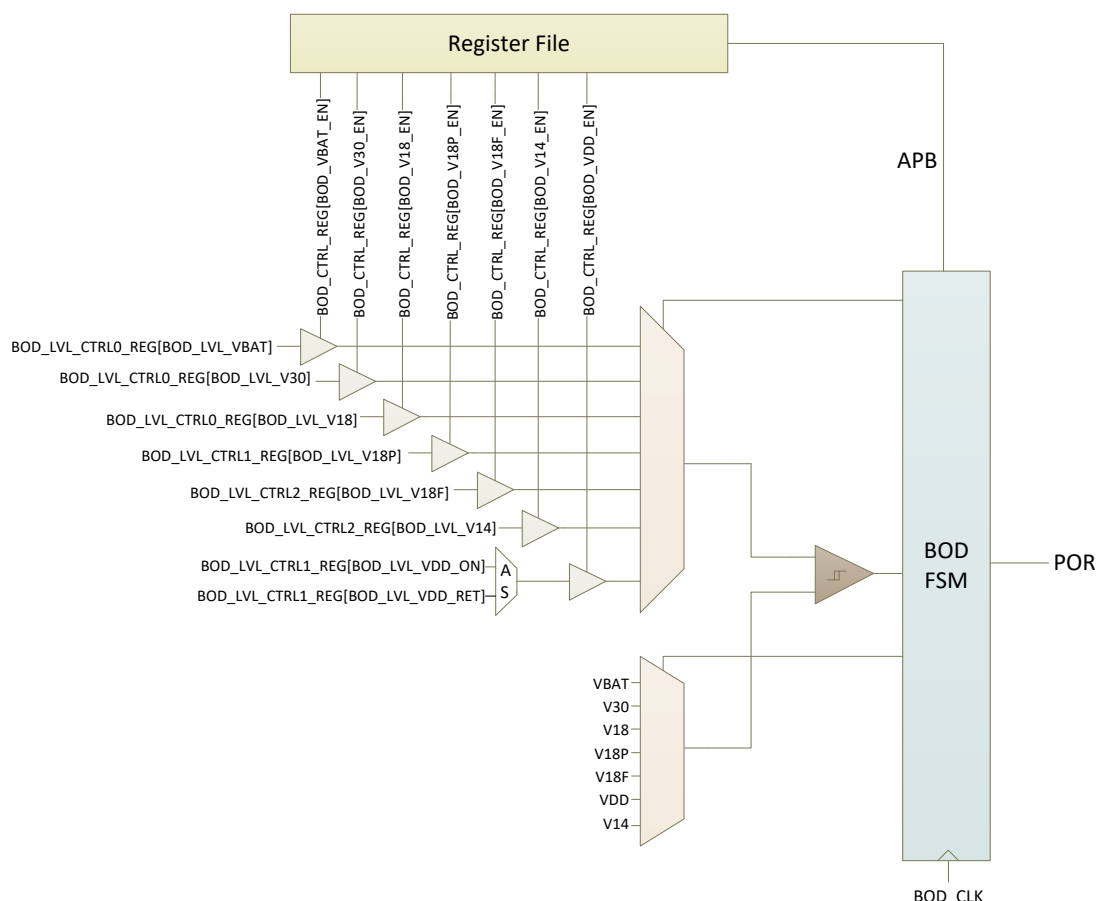 Register File
BOD_CTRL_REG[BOD_VBAT_EN]
BOD_CTRL_REG[BOD_V30_EN]
BOD_CTRL_REG[BOD_V18_EN]
BOD_CTRL_REG[BOD_V18P_EN]
BOD_CTRL_REG[BOD_V18F_EN]
BOD_CTRL_REG[BOD_V14_EN]
BOD_CTRL_REG[BOD_VDD_EN]
APB
BOD_LVL_CTRL0_REG[BOD_LVL_VBAT]
BOD_LVL_CTRL0_REG[BOD_LVL_V30]
BOD_LVL_CTRL0_REG[BOD_LVL_V18]
BOD_LVL_CTRL1_REG[BOD_LVL_V18P]
BOD_LVL_CTRL2_REG[BOD_LVL_V18F]
BOD_LVL_CTRL2_REG[BOD_LVL_V14]
BOD_LVL_CTRL1_REG[BOD_LVL_VDD_ON]
BOD_LVL_CTRL1_REG[BOD_LVL_VDD_RET]
A
S
BOD
FSM
POR
VBAT
V30
V18
V18P
V18F
VDD
V14
BOD_CLK